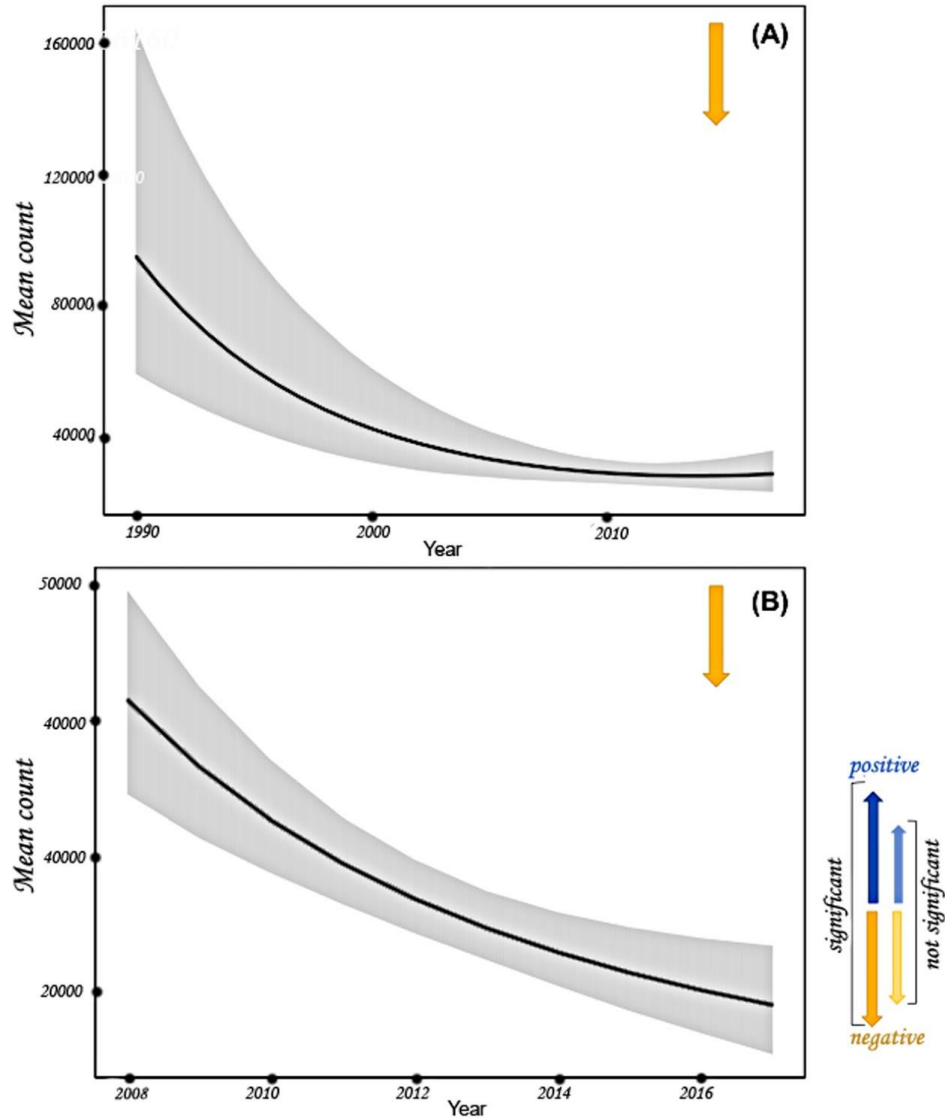 (A)
160000
120000
80000
40000
Mean count
1990
2000
2010
Year
(B)
50000
40000
40000
20000
Mean count
2008
2010
2012
2014
2016
Year
positive
significant
not significant
negative